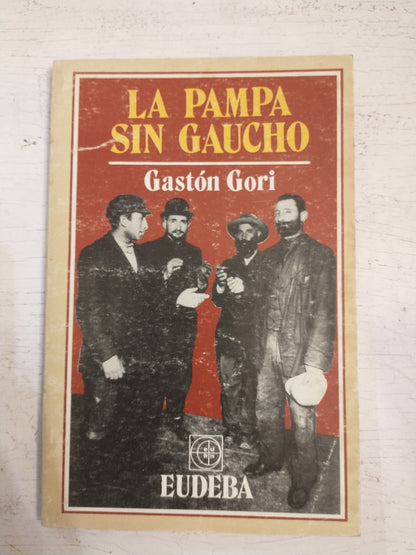 LA PAMPA
SIN GAUCHO
Gastón Gori
EUDEBA